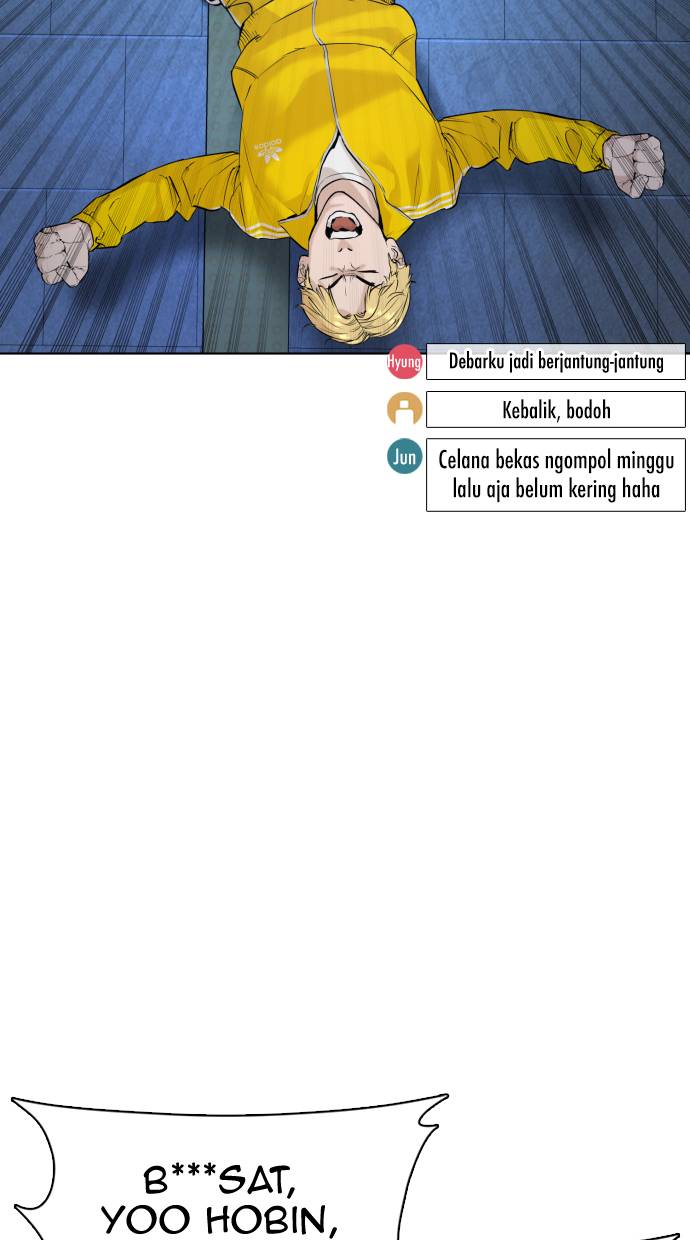 adidas
Hyung
Debarku jadi berjantung-jantung
Kebalik, bodoh
Jun
Celana bekas ngompol minggu
lalu aja belum kering haha
B***SAT,
YOO HOBIN,